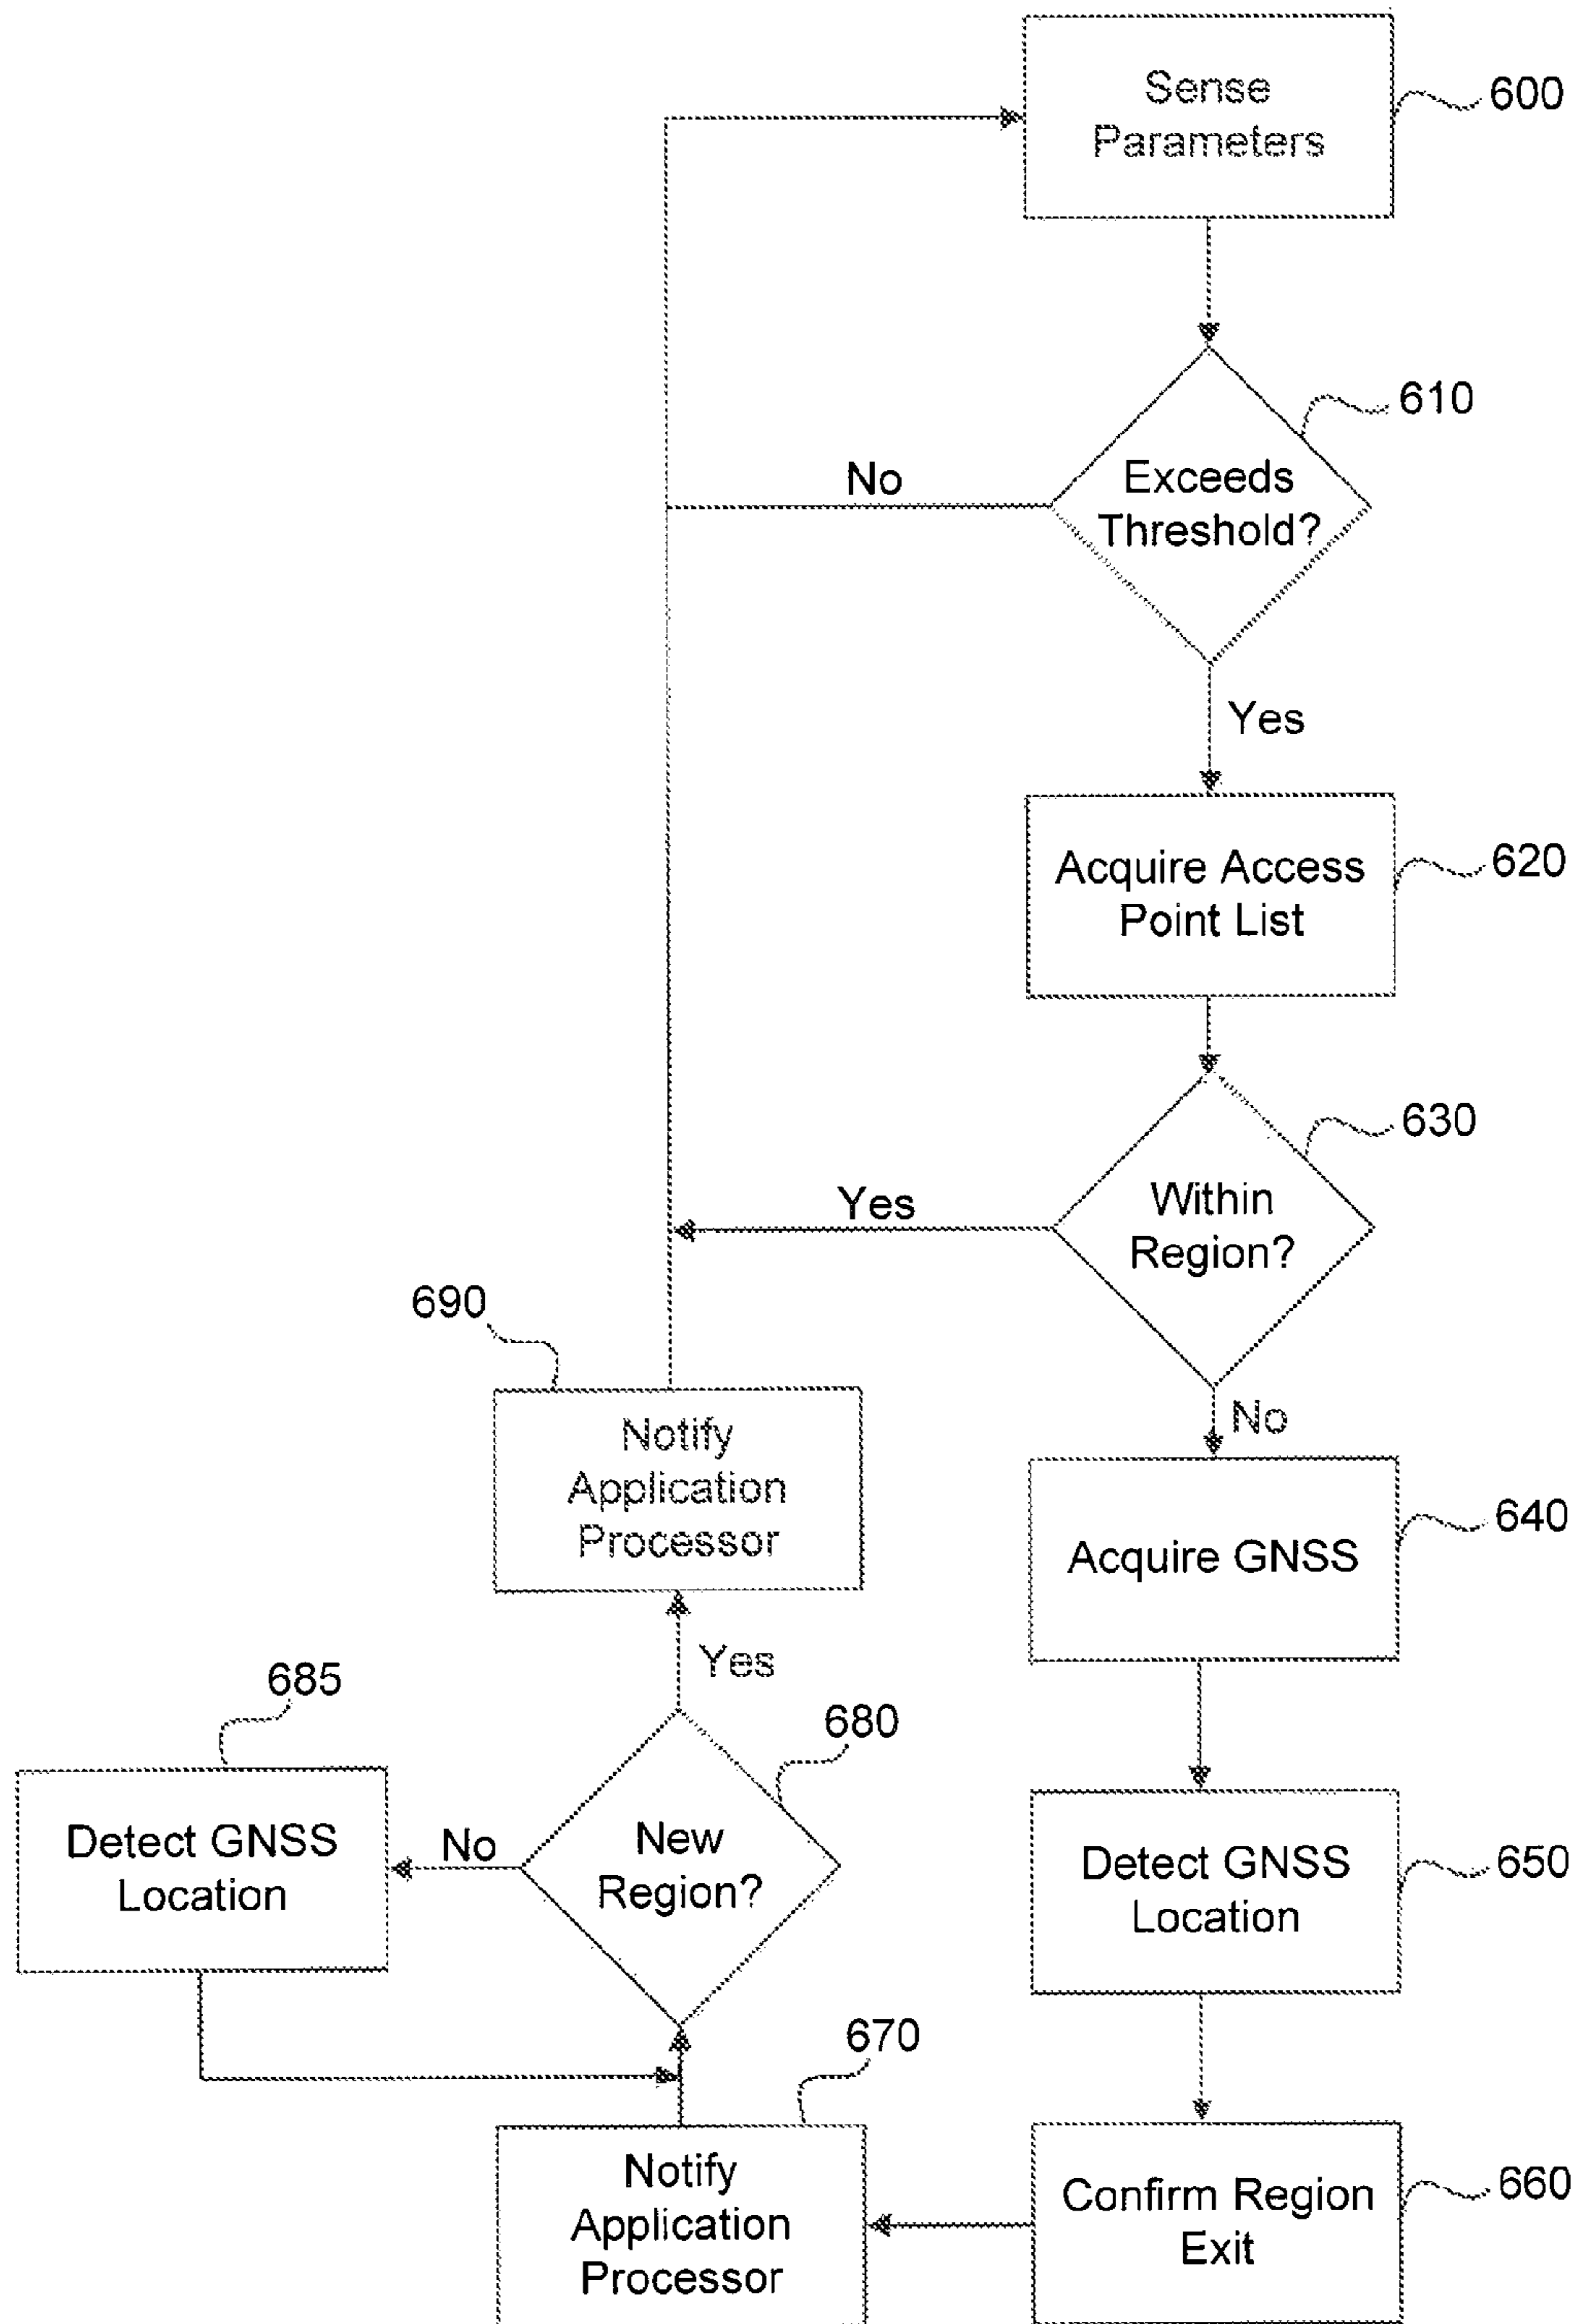 Sense
Parameters
600
610
Exceeds
Threshold?
No
Yes
Acquire Access
Point List
620
630
Within
Region?
Yes
No
690
Notify
Application
Processor
Acquire GNSS
640
Yes
685
680
Detect GNSS
Location
No
New
Region?
Detect GNSS
Location
650
670
Notify
Application
Processor
Confirm Region
Exit
660